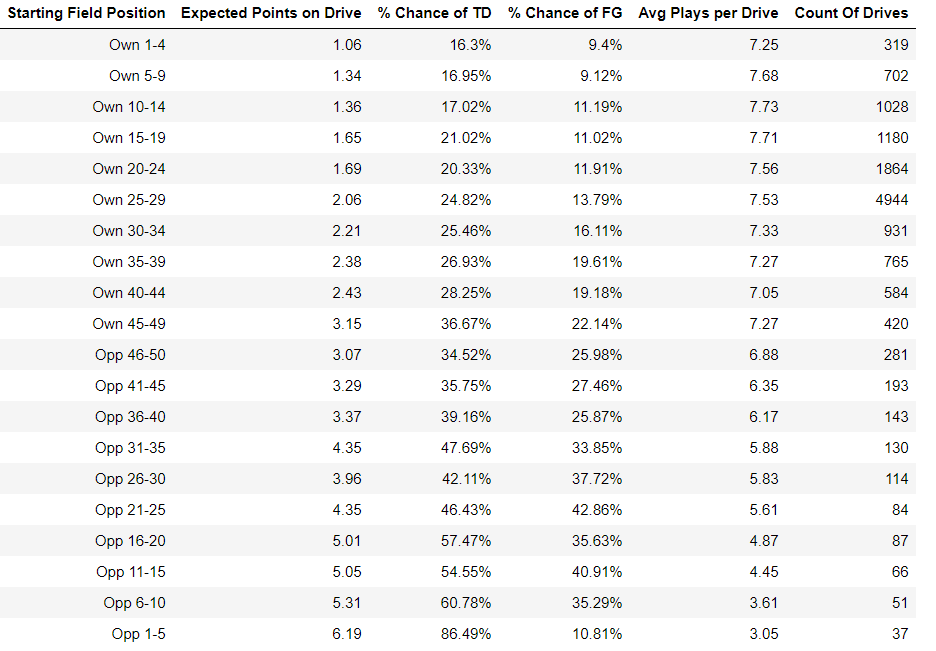 Starting Field Position Expected Points on Drive % Chance of TD % Chance of FG Avg Plays per Drive Count Of Drives
Own 1-4 1.06 16.3% 9.4% 7.25 319
Own 5-9 1.34 16.95% 9.12% 7.68 702
Own 10-14 1.36 17.02% 11.19% 7.73 1028
Own 15-19 1.65 21.02% 11.02% 7.71 1180
Own 20-24 1.69 20.33% 11.91% 7.56 1864
Own 25-29 2.06 24.82% 13.79% 7.53 4944
Own 30-34 2.21 25.46% 16.11% 7.33 931
Own 35-39 2.38 26.93% 19.61% 7.27 765
Own 40-44 2.43 28.25% 19.18% 7.05 584
Own 45-49 3.15 36.67% 22.14% 7.27 420
Opp 46-50 3.07 34.52% 25.98% 6.88 281
Opp 41-45 3.29 35.75% 27.46% 6.35 193
Opp 36-40 3.37 39.16% 25.87% 6.17 143
Opp 31-35 4.35 47.69% 33.85% 5.88 130
Opp 26-30 3.96 42.11% 37.72% 5.83 114
Opp 21-25 4.35 46.43% 42.86% 5.61 84
Opp 16-20 5.01 57.47% 35.63% 4.87 87
Opp 11-15 5.05 54.55% 40.91% 4.45 66
Opp 6-10 5.31 60.78% 35.29% 3.61 51
Opp 1-5 6.19 86.49% 10.81% 3.05 37